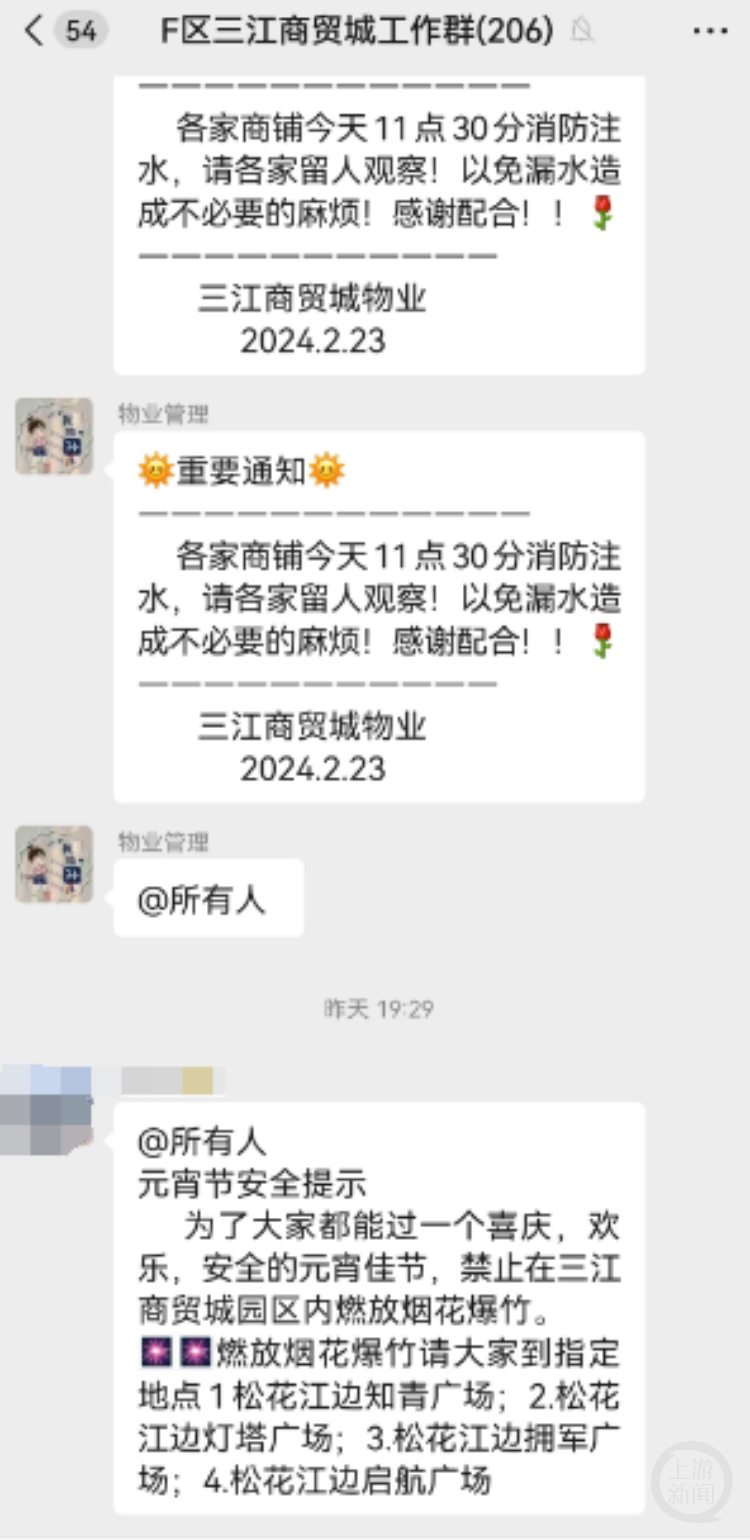 54
F区三江商贸城工作群(206)
————————————
各家商铺今天11点30分消防注
水，请各家留人观察！以免漏水造
成不必要的麻烦！感谢配合！！🌹
———————————
三江商贸城物业
2024.2.23
物业管理
🌞重要通知🌞
————————————
各家商铺今天11点30分消防注
水，请各家留人观察！以免漏水造
成不必要的麻烦！感谢配合！！🌹
———————————
三江商贸城物业
2024.2.23
物业管理
@所有人
昨天 19:29
@所有人
元宵节安全提示
为了大家都能过一个喜庆，欢
乐，安全的元宵佳节，禁止在三江
商贸城园区内燃放烟花爆竹。
🎆🎆燃放烟花爆竹请大家到指定
地点1松花江边知青广场；2.松花
江边灯塔广场；3.松花江边拥军广
场；4.松花江边启航广场
上游
新闻